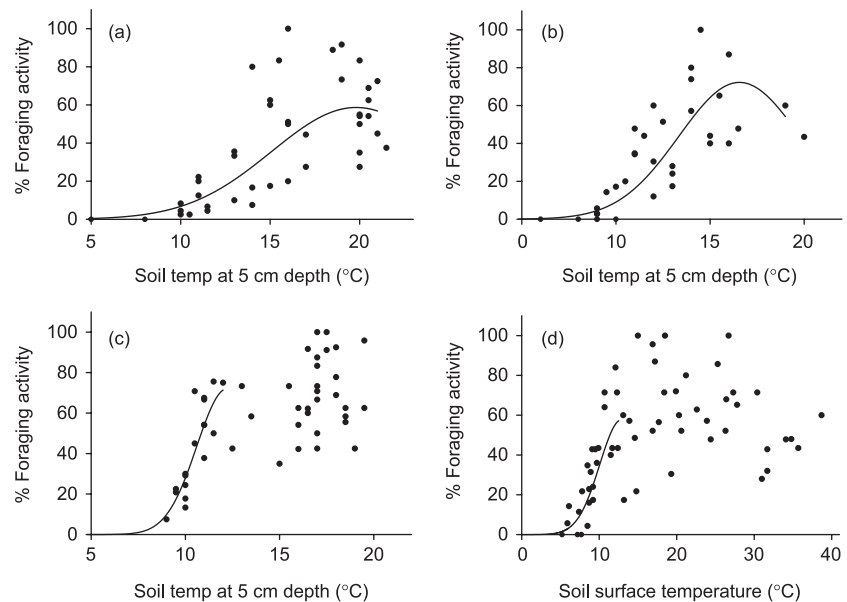 (a)
% Foraging activity
100
80
60
40
20
0
5 10 15 20
Soil temp at 5 cm depth (°C)
(b)
% Foraging activity
100
80
60
40
20
0
0 10 15 20
Soil temp at 5 cm depth (°C)
(c)
% Foraging activity
100
80
60
40
20
0
5 10 15 20
Soil temp at 5 cm depth (°C)
(d)
% Foraging activity
100
80
60
40
20
0
0 10 20 30 40
Soil surface temperature (°C)